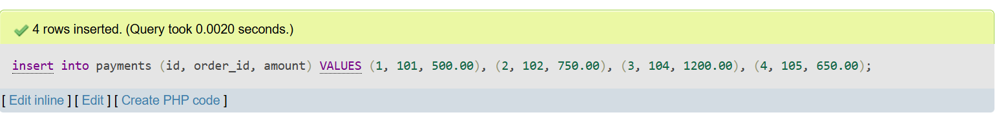 4 rows inserted. (Query took 0.0020 seconds.)
insert into payments (id, order_id, amount) VALUES (1, 101, 500.00), (2, 102, 750.00), (3, 104, 1200.00), (4, 105, 650.00);
[ Edit inline ] [ Edit ] [ Create PHP code ]